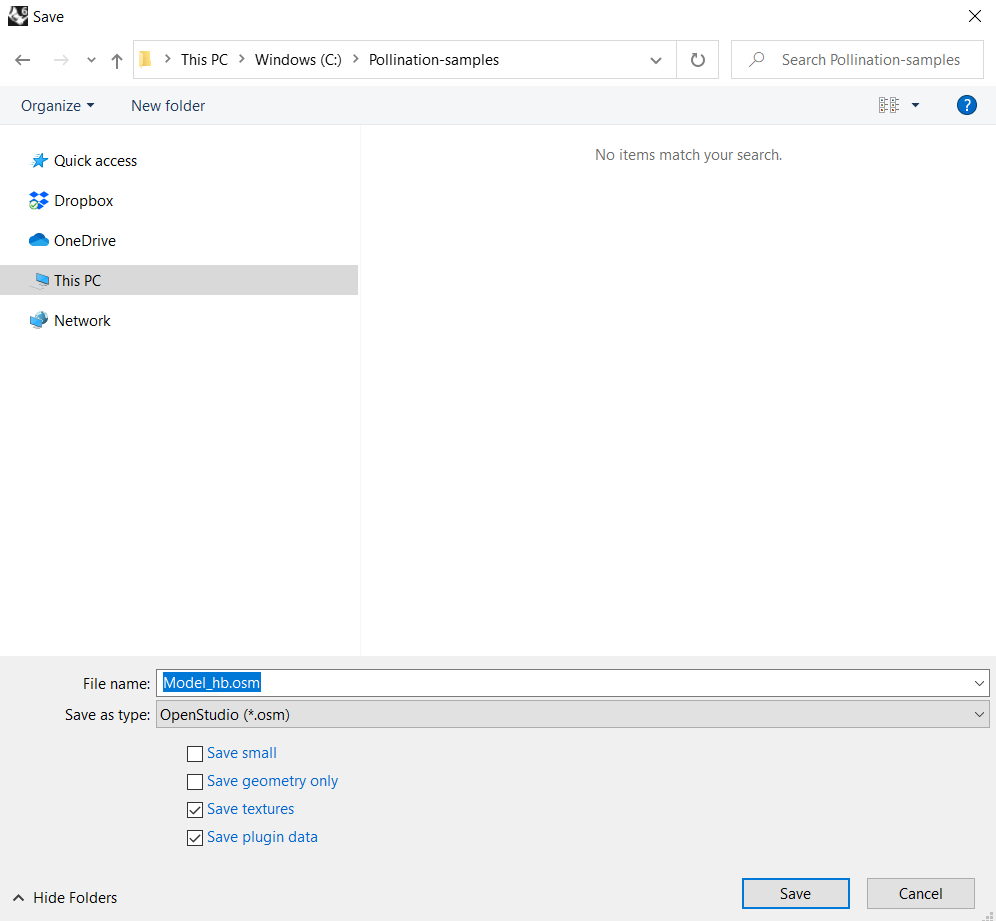 Save
This PC > Windows (C:) > Pollination-samples
Search Pollination-samples
Organize
New folder
?
Quick access
Dropbox
OneDrive
This PC
Network
No items match your search.
File name: Model_hb.osm
Save as type: OpenStudio (*.osm)
Save small
Save geometry only
Save textures
Save plugin data
Hide Folders
Save
Cancel